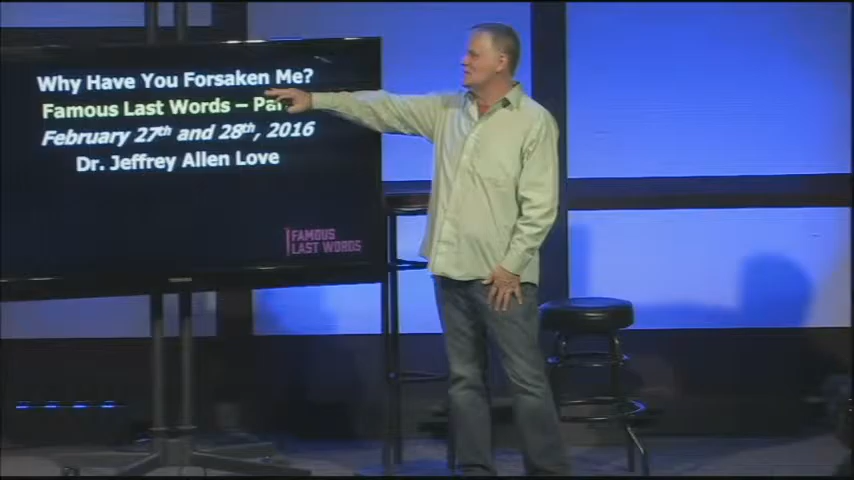 Why Have You Forsaken Me?
Famous Last Words – Par
February 27th and 28th, 2016
Dr. Jeffrey Allen Love
FAMOUS
LAST WORDS